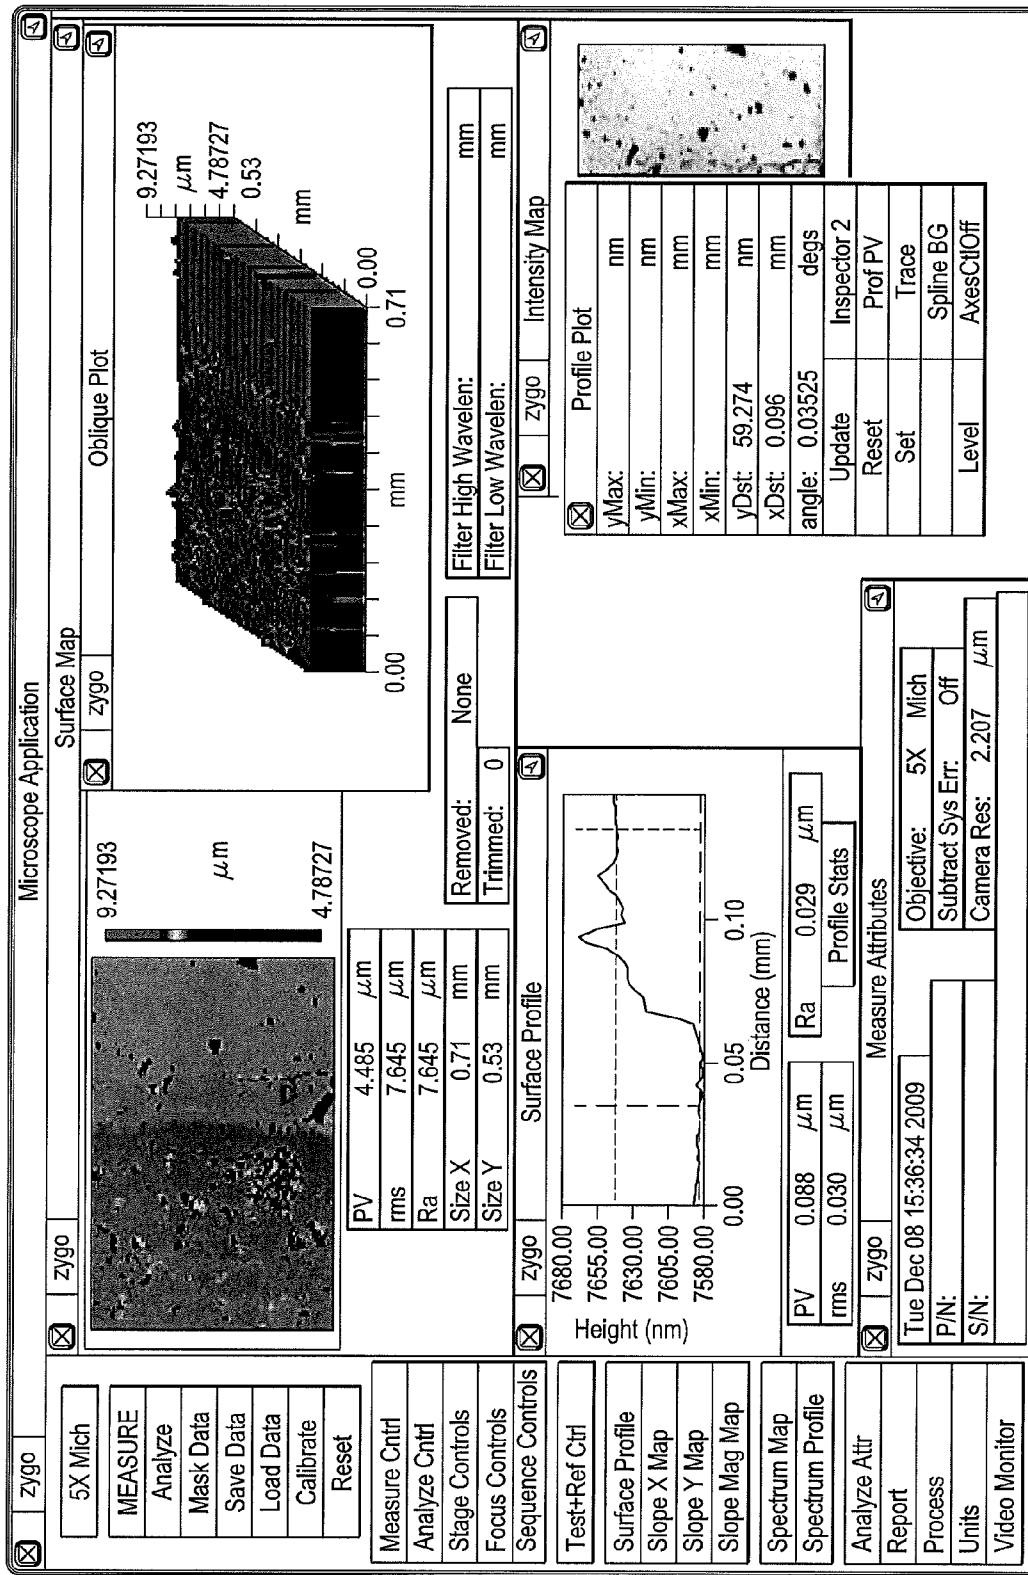 zygo
Microscope Application
5X Mich
MEASURE
Analyze
Mask Data
Save Data
Load Data
Calibrate
Reset
Measure Cntrl
Analyze Cntrl
Stage Controls
Focus Controls
Sequence Controls
Test+Ref Ctrl
Surface Profile
Slope X Map
Slope Y Map
Slope Mag Map
Spectrum Map
Spectrum Profile
Analyze Attr
Report
Process
Units
Video Monitor
zygo
Surface Map
9.27193
μm
4.78727
PV 4.485 μm
rms 7.645 μm
Ra 7.645 μm
Size X 0.71 mm
Size Y 0.53 mm
Removed: None
Trimmed: 0
zygo
Oblique Plot
9.27193
μm
4.78727
0.53
mm
0.00
0.71
mm
0.00
Filter High Wavelen: mm
Filter Low Wavelen: mm
zygo
Surface Profile
7680.00
7655.00
7630.00
7605.00
7580.00
Height (nm)
0.00 0.05 0.10
Distance (mm)
PV 0.088 μm
rms 0.030 μm
Ra 0.029 μm
Profile Stats
zygo
Intensity Map
Profile Plot
yMax: nm
yMin: nm
xMax: mm
xMin: mm
yDst: 59.274 nm
xDst: 0.096 mm
angle: 0.03525 degs
Update Inspector 2
Reset Prof PV
Set Trace
Spline BG
Level AxesCtlOff
zygo
Measure Attributes
Tue Dec 08 15:36:34 2009
P/N:
S/N:
Objective: 5X Mich
Subtract Sys Err: Off
Camera Res: 2.207 μm